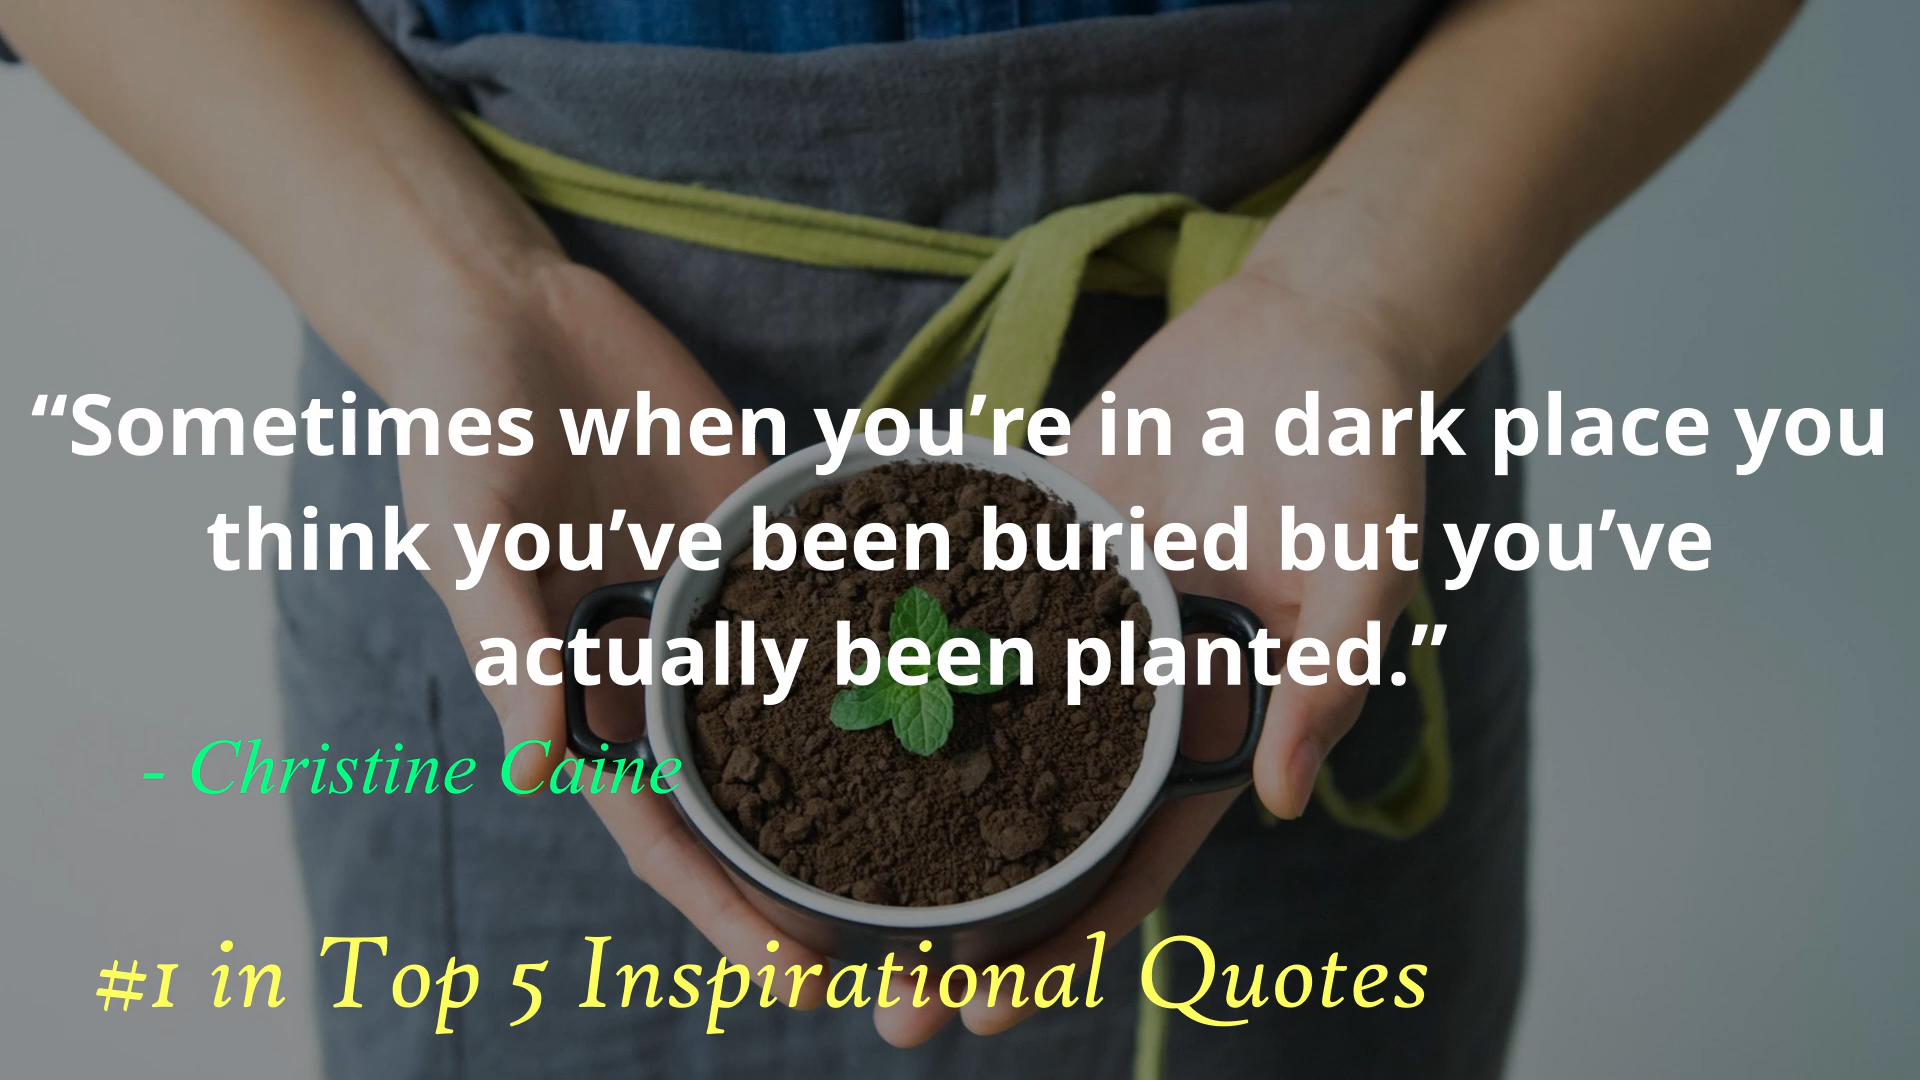 “Sometimes when you’re in a dark place you
think you’ve been buried but you’ve
actually been planted.”
- Christine Caine
#1 in Top 5 Inspirational Quotes